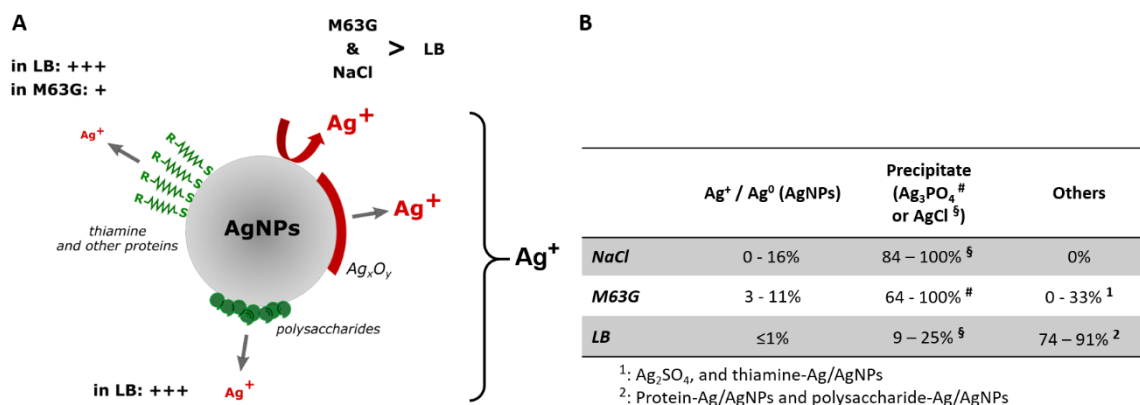 A
in LB: +++
in M63G: +
M63G
&
NaCl
> LB
Ag⁺
Ag⁺
R S
R S
R S
R S
thiamine
and other proteins
AgNPs
Ag⁺
AgₓOᵧ
polysaccharides
in LB: +++
Ag⁺
Ag⁺
B
Ag⁺ / Ag⁰ (AgNPs)
Precipitate
(Ag₃PO₄ #
or AgCl §)
Others
NaCl 0 - 16% 84 – 100% § 0%
M63G 3 - 11% 64 - 100% # 0 - 33% ¹
LB ≤1% 9 – 25% § 74 – 91% ²
¹: Ag₂SO₄, and thiamine-Ag/AgNPs
²: Protein-Ag/AgNPs and polysaccharide-Ag/AgNPs